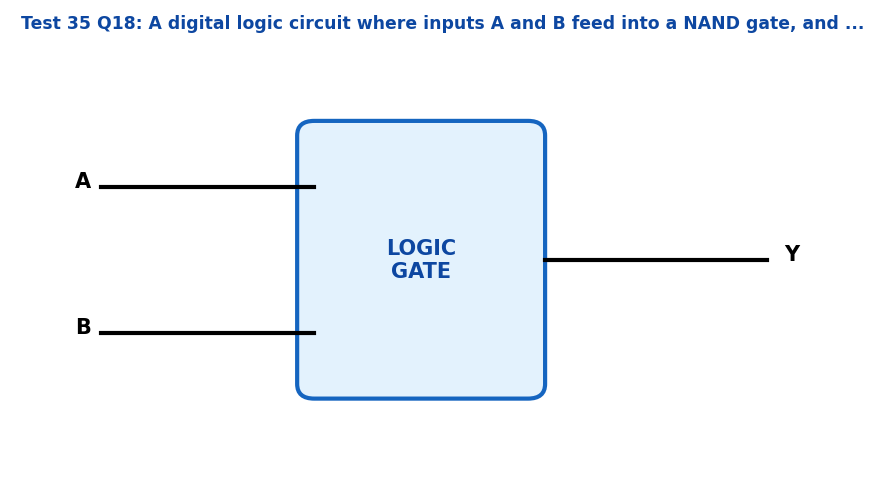 Test 35 Q18: A digital logic circuit where inputs A and B feed into a NAND gate, and ...
A
LOGIC
GATE
Y
B